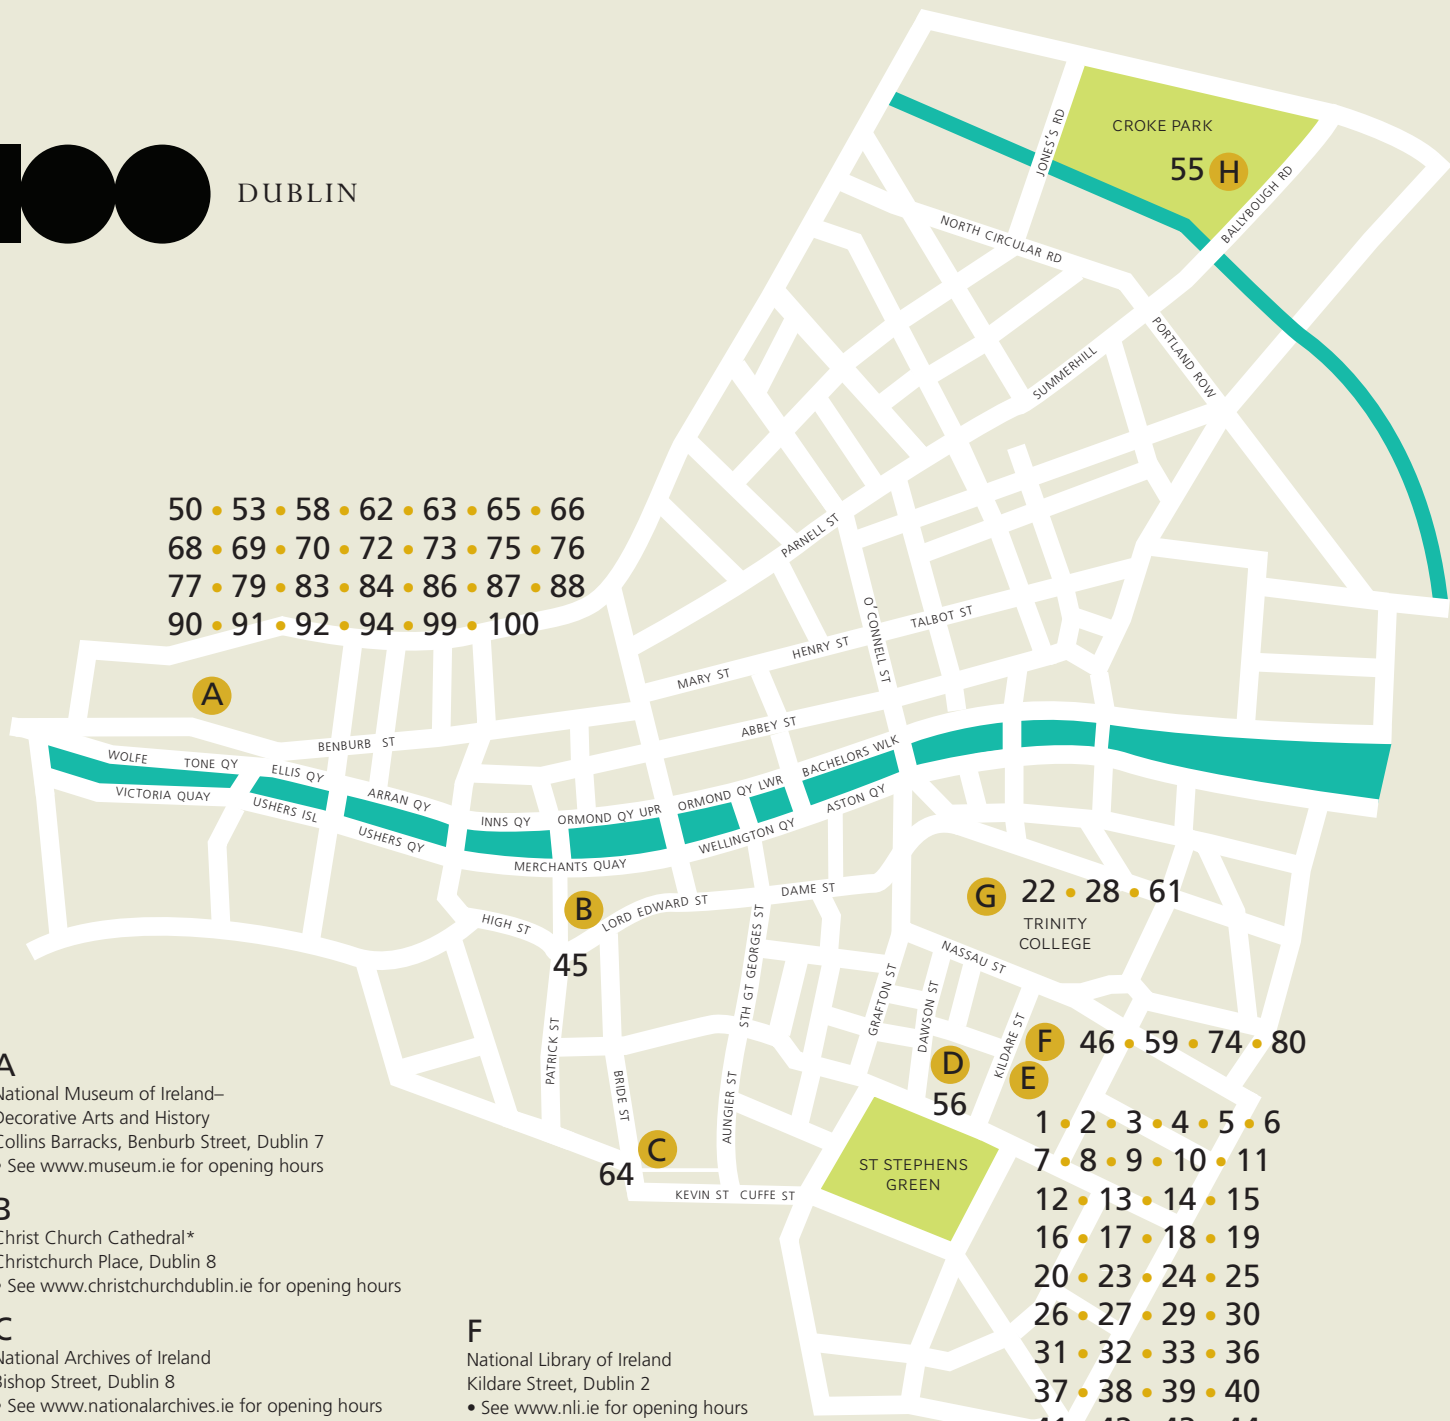 100 DUBLIN
CROKE PARK
55 H
JONES'S RD
BALLYBOUGH RD
NORTH CIRCULAR RD
PORTLAND ROW
SUMMERHILL
PARNELL ST
50 • 53 • 58 • 62 • 63 • 65 • 66
68 • 69 • 70 • 72 • 73 • 75 • 76
77 • 79 • 83 • 84 • 86 • 87 • 88
90 • 91 • 92 • 94 • 99 • 100
A
O'CONNELL ST
TALBOT ST
HENRY ST
MARY ST
ABBEY ST
BENBURB ST
BACHELORS WLK
WOLFE TONE QY
ELLIS QY
ARRAN QY
INNS QY
ORMOND QY UPR
ORMOND QY LWR
VICTORIA QUAY
USHERS ISL
USHERS QY
MERCHANTS QUAY
WELLINGTON QY
ASTON QY
DAME ST
LORD EDWARD ST
HIGH ST
B
45
G 22 • 28 • 61
TRINITY
COLLEGE
NASSAU ST
STH GT GEORGES ST
GRAFTON ST
DAWSON ST
KILDARE ST
PATRICK ST
BRIDE ST
AUNGIER ST
F 46 • 59 • 74 • 80
D
56
E
1 • 2 • 3 • 4 • 5 • 6
7 • 8 • 9 • 10 • 11
12 • 13 • 14 • 15
16 • 17 • 18 • 19
20 • 23 • 24 • 25
26 • 27 • 29 • 30
31 • 32 • 33 • 36
37 • 38 • 39 • 40
C
64
KEVIN ST CUFFE ST
ST STEPHENS
GREEN
A
National Museum of Ireland–
Decorative Arts and History
Collins Barracks, Benburb Street, Dublin 7
• See www.museum.ie for opening hours
B
Christ Church Cathedral*
Christchurch Place, Dublin 8
• See www.christchurchdublin.ie for opening hours
C
National Archives of Ireland
Bishop Street, Dublin 8
• See www.nationalarchives.ie for opening hours
F
National Library of Ireland
Kildare Street, Dublin 2
• See www.nli.ie for opening hours